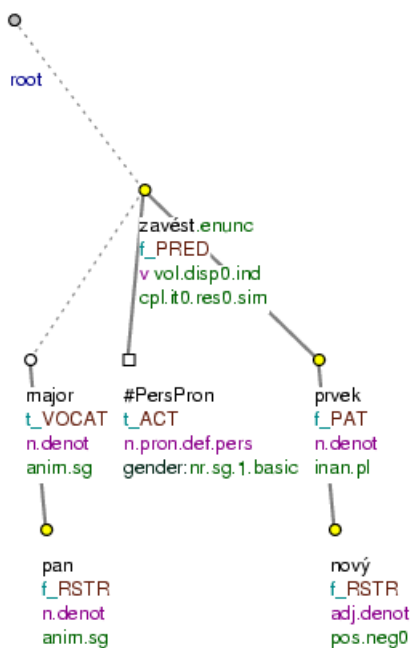 root
zavést.enunc
f_PRED
v vol.disp0.ind
cpl.it0.res0.sim
major
t_VOCAT
n.denot
anim.sg
#PersPron
t_ACT
n.pron.def.pers
gender:nr.sg.1.basic
prvek
f_PAT
n.denot
inan.pl
pan
f_RSTR
n.denot
anim.sg
nový
f_RSTR
adj.denot
pos.neg0